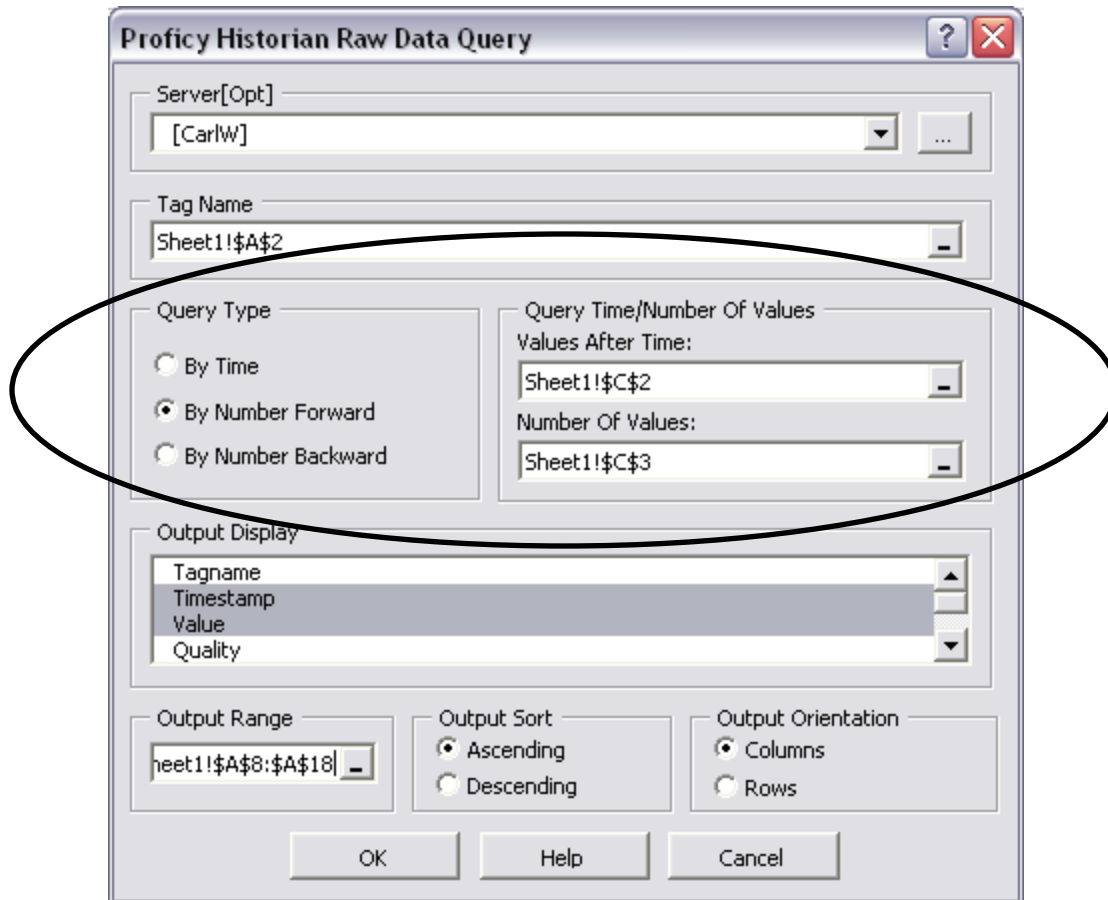 Proficy Historian Raw Data Query
Server[Opt]
[CarlW]
...
Tag Name
Sheet1!$A$2
Query Type
By Time
By Number Forward
By Number Backward
Query Time/Number Of Values
Values After Time:
Sheet1!$C$2
Number Of Values:
Sheet1!$C$3
Output Display
Tagname
Timestamp
Value
Quality
Output Range
heet1!$A$8:$A$18
Output Sort
Ascending
Descending
Output Orientation
Columns
Rows
OK
Help
Cancel